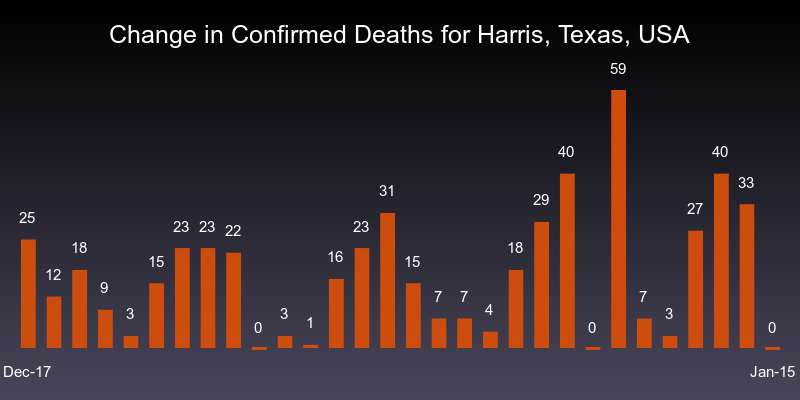 Change in Confirmed Deaths for Harris, Texas, USA
25 12 18 9 3 15 23 23 22 0 3 1 16 23 31 15 7 7 4 18 29 40 0 59 7 3 27 40 33 0
Dec-17 Jan-15